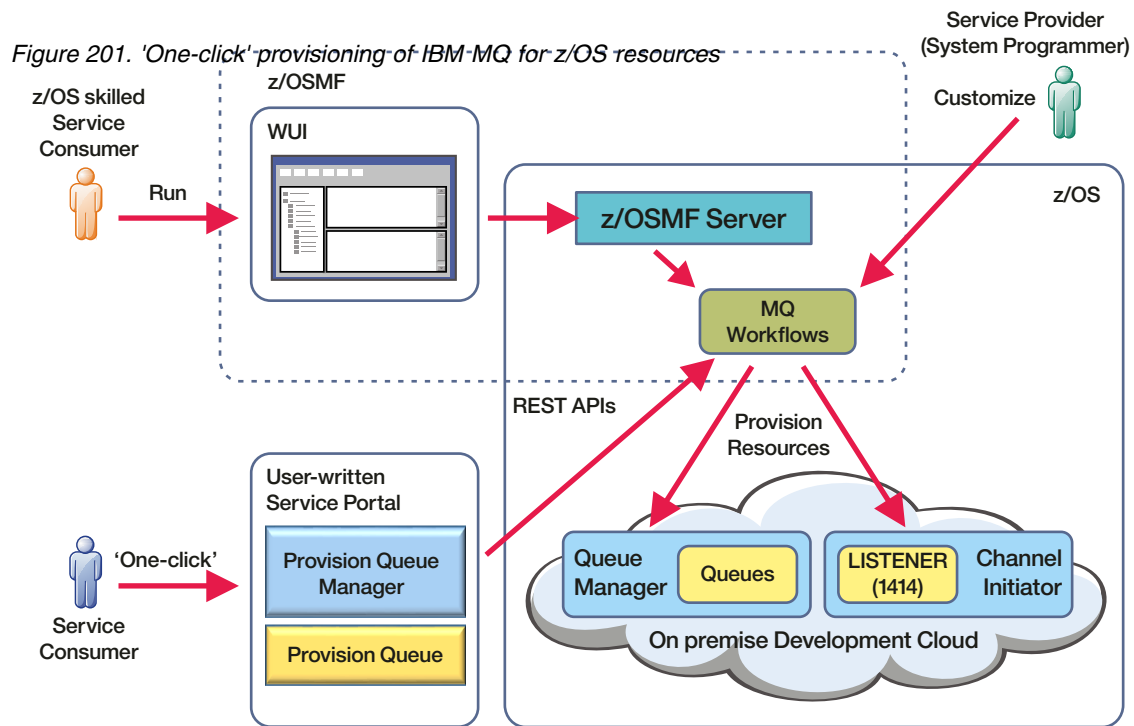 Service Provider
(System Programmer)
Figure 201. 'One-click' provisioning of IBM MQ for z/OS resources
z/OSMF
z/OS skilled
Service
Consumer
Customize
WUI
z/OS
Run
z/OSMF Server
MQ
Workflows
REST APIs
Provision
Resources
User-written
Service Portal
'One-click'
Provision Queue
Manager
Queue
Manager
Queues
LISTENER
(1414)
Channel
Initiator
Service
Consumer
Provision Queue
On premise Development Cloud